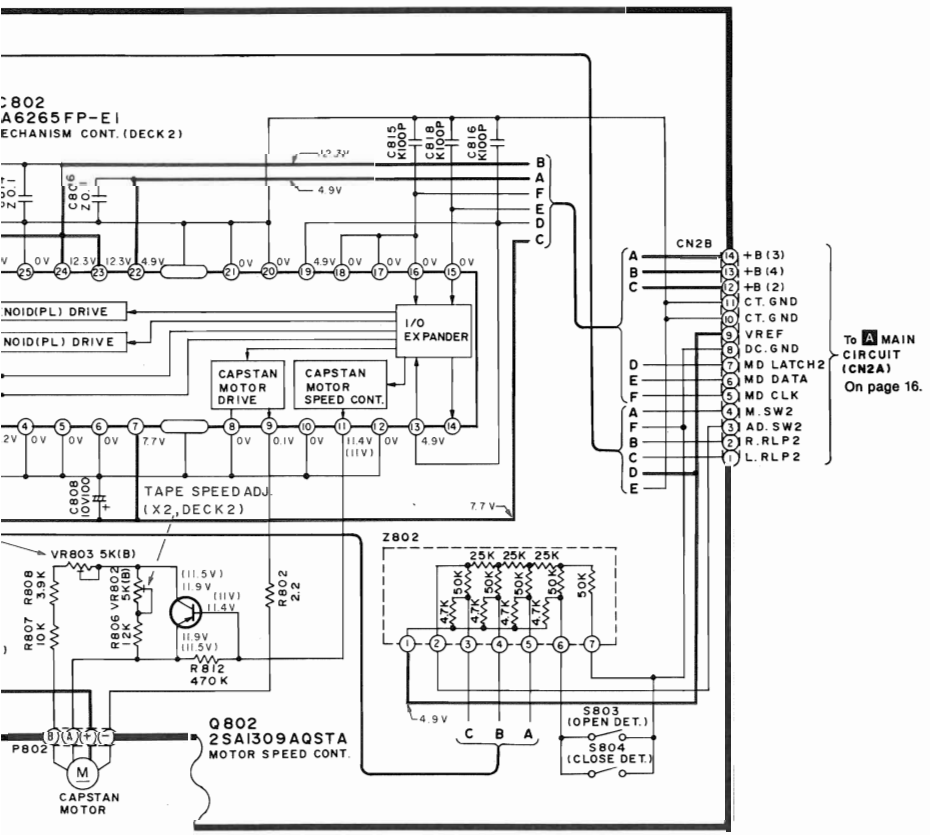 C802
A6265FP-E1
ECHANISM CONT. (DECK 2)
C815
K100P
C818
K100P
C816
K100P
12.3V
4.9V
B
A
F
E
D
C
Z0.1
C806
25 0V
24 12.3V
23 12.3V
22 4.9V
21 0V
20 0V
19 4.9V
18 0V
17 0V
16 0V
15 0V
NOID(PL) DRIVE
NOID(PL) DRIVE
I/O
EXPANDER
CAPSTAN
MOTOR
DRIVE
CAPSTAN
MOTOR
SPEED CONT.
4 5 6 7 8 9 10 11 12 13 14
2V 0V 0V 0V 7.7V 0V 0.1V 0V 11.4V 0V 4.9V
(11V)
CN2B
A 14 +B (3)
B 13 +B (4)
C 12 +B (2)
11 CT. GND
10 CT. GND
9 VREF
8 DC. GND
D 7 MD LATCH2
E 6 MD DATA
F 5 MD CLK
A 4 M. SW2
F 3 AD. SW2
B 2 R. RLP2
C 1 L. RLP2
D
E
To A MAIN
CIRCUIT
(CN2A)
On page 16.
C808
10V100
+
TAPE SPEED ADJ.
(X2, DECK2)
7.7V
VR803 5K(B)
R808
3.9K
R807
10K
VR802
5K(B)
R806
12K
(11.5V)
11.9V
(11V)
11.4V
11.9V
(11.5V)
R812
470K
R802
2.2
Z802
25K 25K 25K
50K 50K 50K 50K 50K
4.7K 4.7K 4.7K 4.7K
1 2 3 4 5 6 7
4.9V
C B A
S803
(OPEN DET.)
S804
(CLOSE DET.)
P802
B A + -
M
CAPSTAN
MOTOR
Q802
2SA1309AQSTA
MOTOR SPEED CONT.